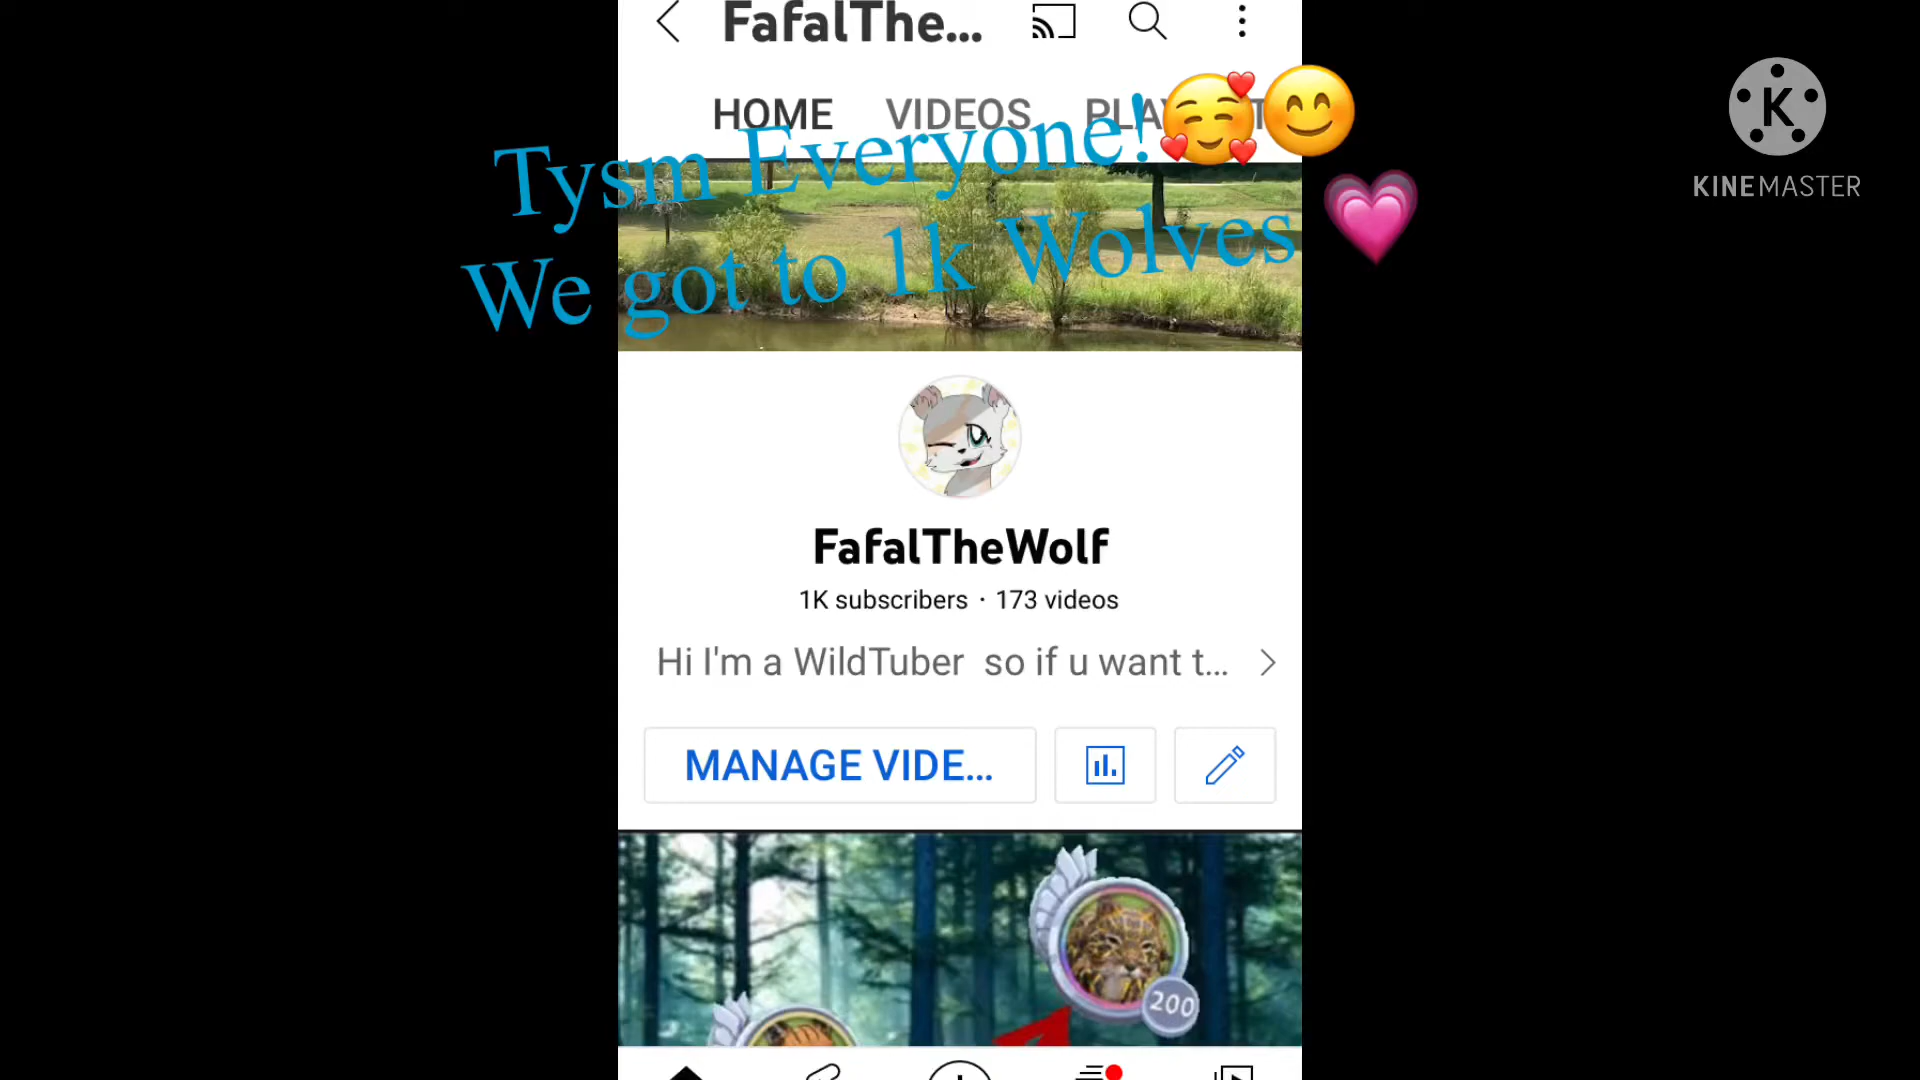 FafalThe...
HOME VIDEOS
Tysm Everyone!
We got to 1k Wolves
K
KINEMASTER
FafalTheWolf
1K subscribers · 173 videos
Hi I'm a WildTuber so if u want t...
MANAGE VIDE...
200